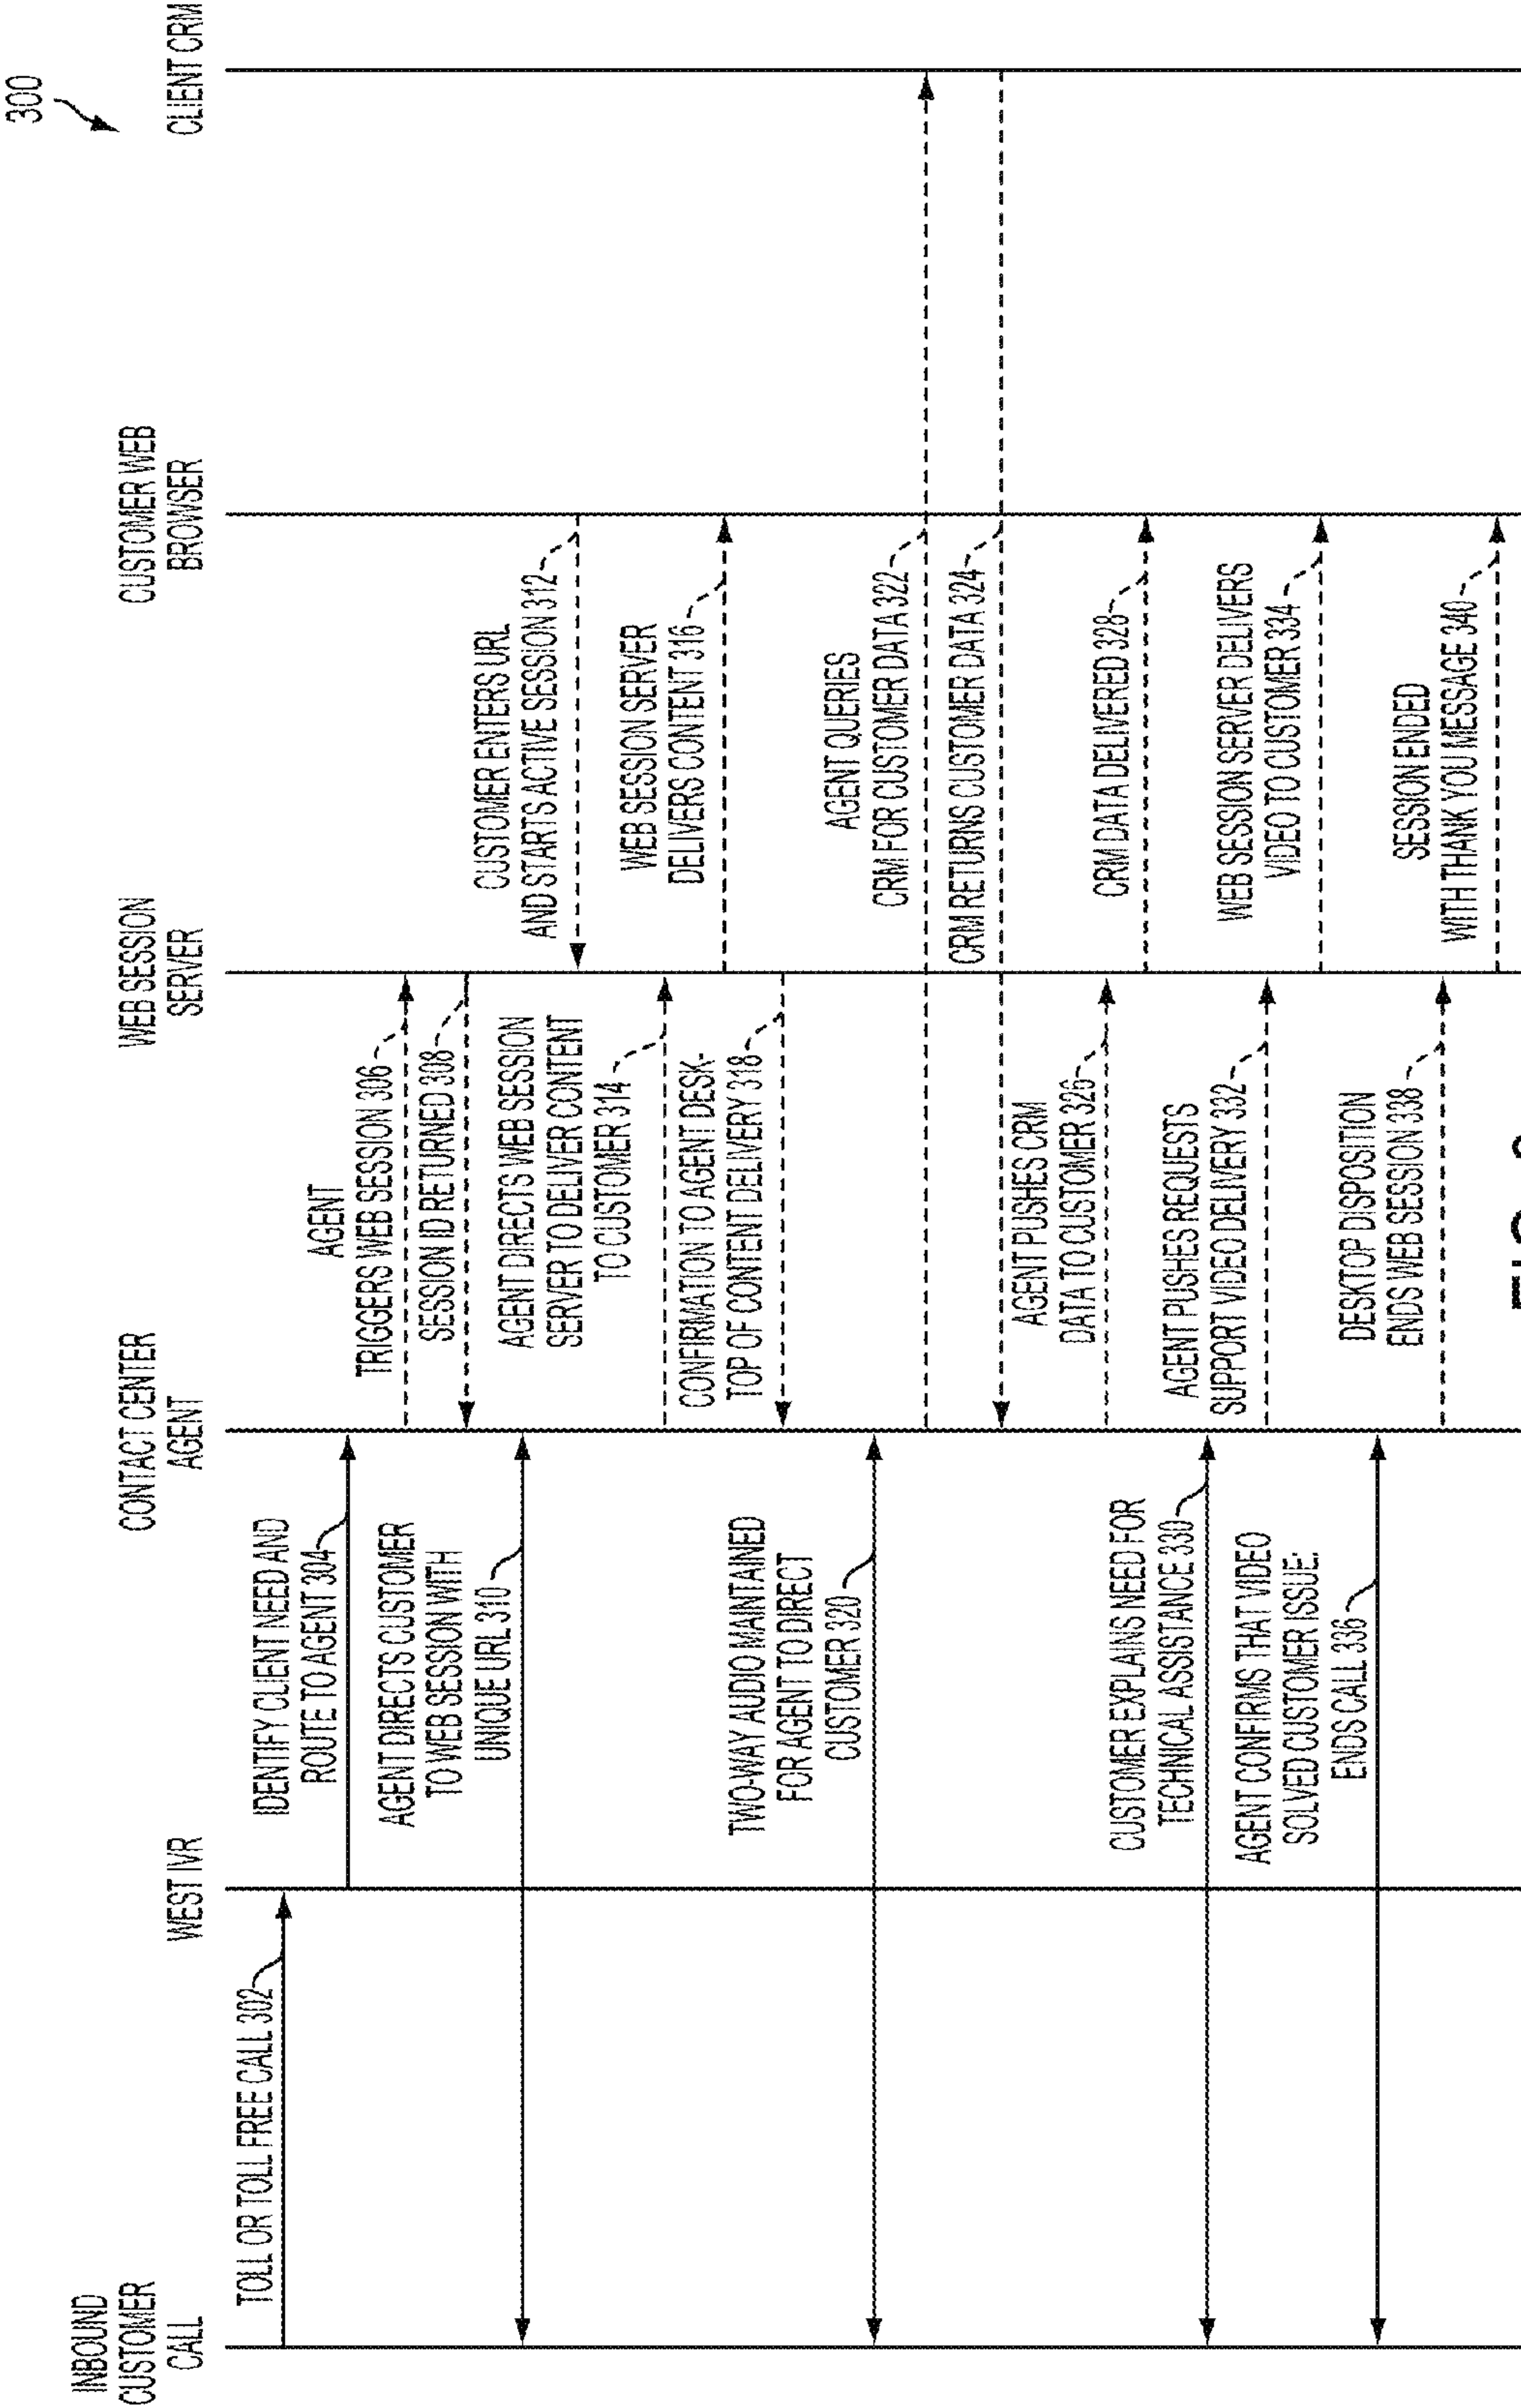 300
INBOUND
CUSTOMER
CALL
WEST IVR
CONTACT CENTER
AGENT
WEB SESSION
SERVER
CUSTOMER WEB
BROWSER
CLIENT CRM
TOLL OR TOLL FREE CALL 302
IDENTIFY CLIENT NEED AND
ROUTE TO AGENT 304
AGENT
TRIGGERS WEB SESSION 306
SESSION ID RETURNED 308
AGENT DIRECTS CUSTOMER
TO WEB SESSION WITH
UNIQUE URL 310
CUSTOMER ENTERS URL
AND STARTS ACTIVE SESSION 312
AGENT DIRECTS WEB SESSION
SERVER TO DELIVER CONTENT
TO CUSTOMER 314
WEB SESSION SERVER
DELIVERS CONTENT 316
CONFIRMATION TO AGENT DESK-
TOP OF CONTENT DELIVERY 318
TWO-WAY AUDIO MAINTAINED
FOR AGENT TO DIRECT
CUSTOMER 320
AGENT QUERIES
CRM FOR CUSTOMER DATA 322
CRM RETURNS CUSTOMER DATA 324
AGENT PUSHES CRM
DATA TO CUSTOMER 326
CRM DATA DELIVERED 328
CUSTOMER EXPLAINS NEED FOR
TECHNICAL ASSISTANCE 330
AGENT PUSHES REQUESTS
SUPPORT VIDEO DELIVERY 332
WEB SESSION SERVER DELIVERS
VIDEO TO CUSTOMER 334
AGENT CONFIRMS THAT VIDEO
SOLVED CUSTOMER ISSUE:
ENDS CALL 336
DESKTOP DISPOSITION
ENDS WEB SESSION 338
SESSION ENDED
WITH THANK YOU MESSAGE 340